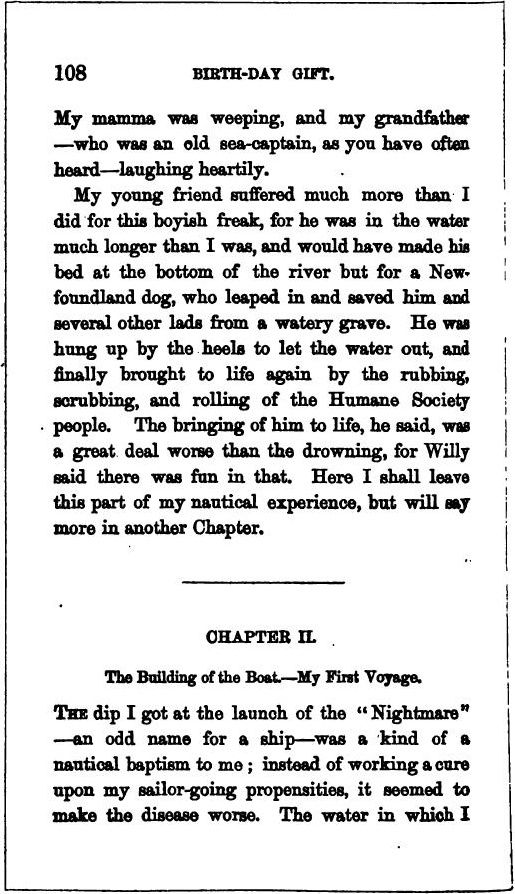 108 BIRTH-DAY GIFT.
My mamma was weeping, and my grandfather
—who was an old sea-captain, as you have often
heard—laughing heartily.
My young friend suffered much more than I
did for this boyish freak, for he was in the water
much longer than I was, and would have made his
bed at the bottom of the river but for a New-
foundland dog, who leaped in and saved him and
several other lads from a watery grave. He was
hung up by the heels to let the water out, and
finally brought to life again by the rubbing,
scrubbing, and rolling of the Humane Society
people. The bringing of him to life, he said, was
a great deal worse than the drowning, for Willy
said there was fun in that. Here I shall leave
this part of my nautical experience, but will say
more in another Chapter.
CHAPTER II.
The Building of the Boat.—My First Voyage.
THE dip I got at the launch of the "Nightmare"
—an odd name for a ship—was a kind of a
nautical baptism to me; instead of working a cure
upon my sailor-going propensities, it seemed to
make the disease worse. The water in which I